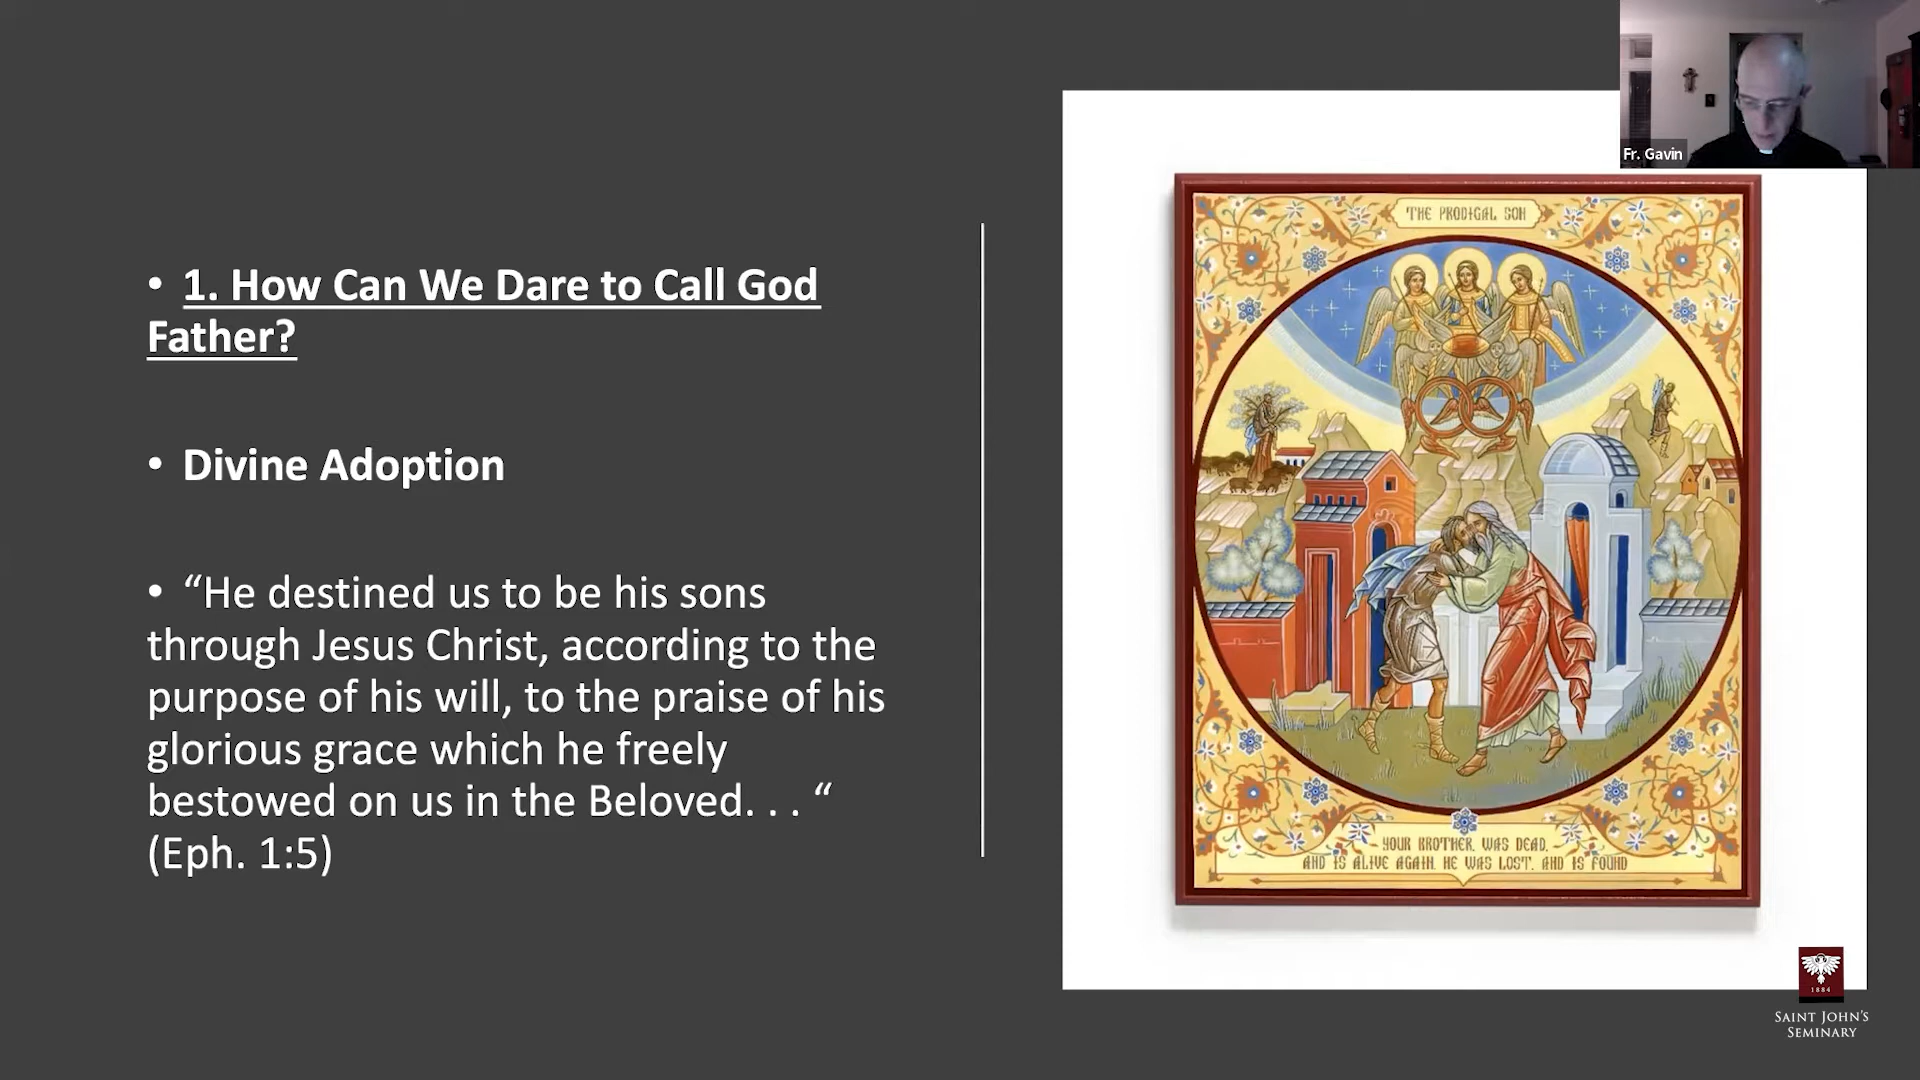 • 1. How Can We Dare to Call God
Father?
• Divine Adoption
• “He destined us to be his sons
through Jesus Christ, according to the
purpose of his will, to the praise of his
glorious grace which he freely
bestowed on us in the Beloved. . . “
(Eph. 1:5)
Fr. Gavin
THE PRODIGAL SON
YOUR BROTHER, WAS DEAD,
AND IS ALIVE AGAIN. HE WAS LOST, AND IS FOUND
1884
SAINT JOHN'S
SEMINARY